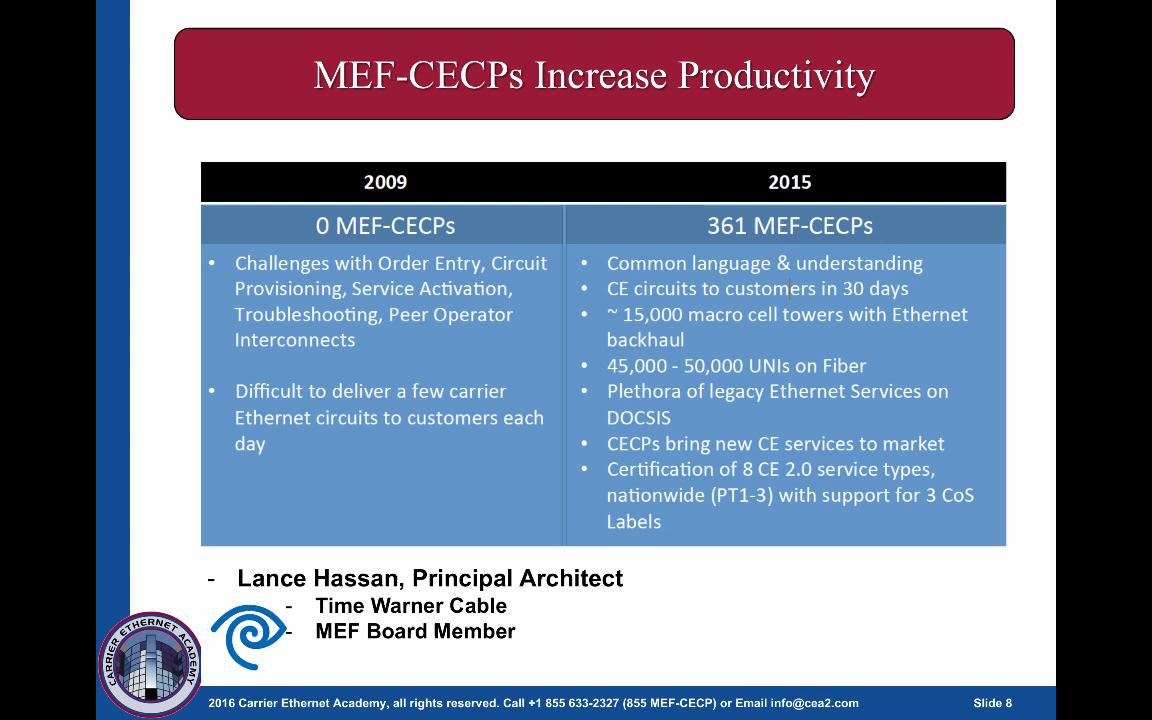 MEF-CECPs Increase Productivity
2009
2015
0 MEF-CECPs
361 MEF-CECPs
• Challenges with Order Entry, Circuit
Provisioning, Service Activation,
Troubleshooting, Peer Operator
Interconnects
• Difficult to deliver a few carrier
Ethernet circuits to customers each
day
• Common language & understanding
• CE circuits to customers in 30 days
• ~ 15,000 macro cell towers with Ethernet
backhaul
• 45,000 - 50,000 UNIs on Fiber
• Plethora of legacy Ethernet Services on
DOCSIS
• CECPs bring new CE services to market
• Certification of 8 CE 2.0 service types,
nationwide (PT1-3) with support for 3 CoS
Labels
- Lance Hassan, Principal Architect
- Time Warner Cable
- MEF Board Member
CARRIER ETHERNET ACADEMY
2016 Carrier Ethernet Academy, all rights reserved. Call +1 855 633-2327 (855 MEF-CECP) or Email info@cea2.com
Slide 8